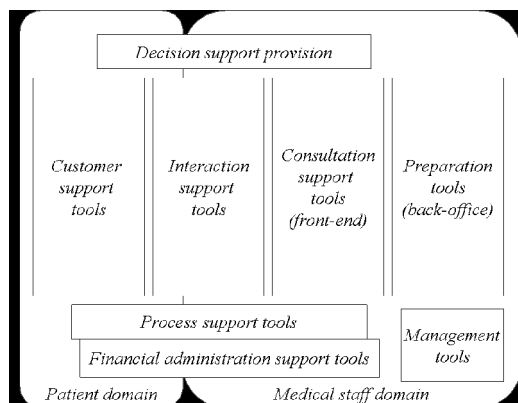 Decision support provision
Customer
support
tools
Interaction
support
tools
Consultation
support
tools
(front-end)
Preparation
tools
(back-office)
Process support tools
Financial administration support tools
Management
tools
Patient domain
Medical staff domain